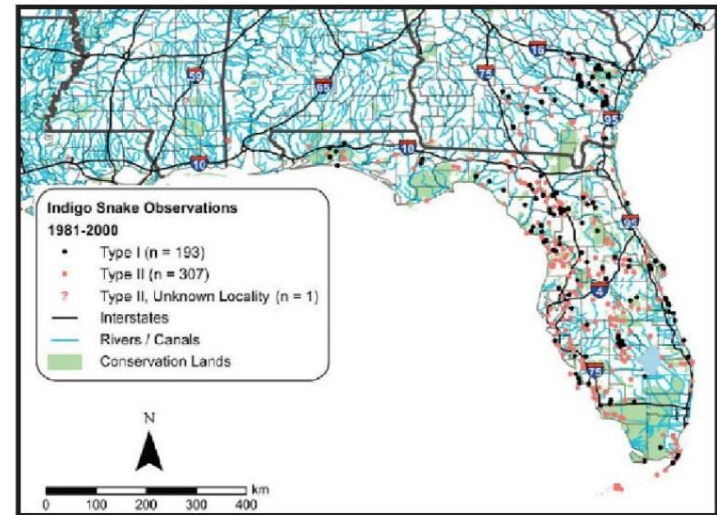 16
75
59
65
95
10
10
95
4
75
Indigo Snake Observations
1981-2000
Type I (n = 193)
Type II (n = 307)
? Type II, Unknown Locality (n = 1)
Interstates
Rivers / Canals
Conservation Lands
N
km
0 100 200 300 400